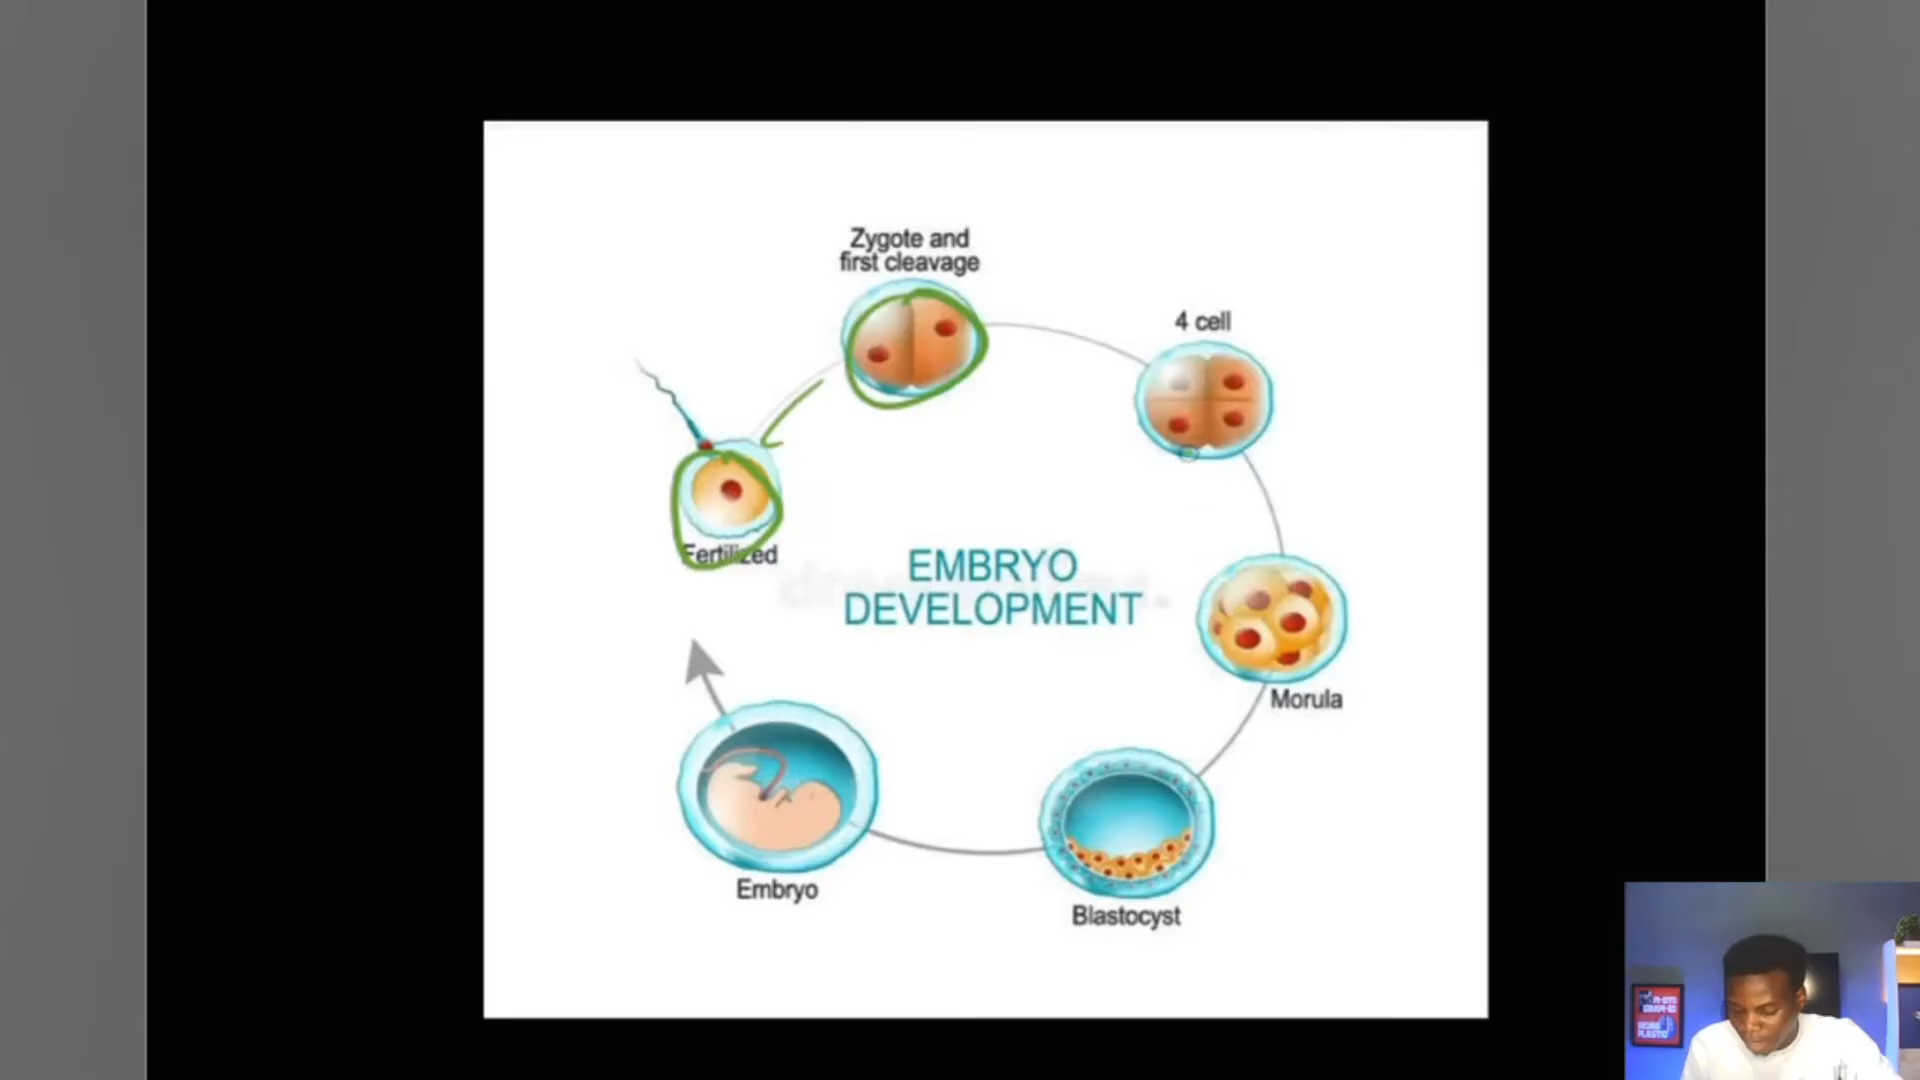 Zygote and
first cleavage
4 cell
Fertilized
EMBRYO
DEVELOPMENT
Morula
Embryo
Blastocyst